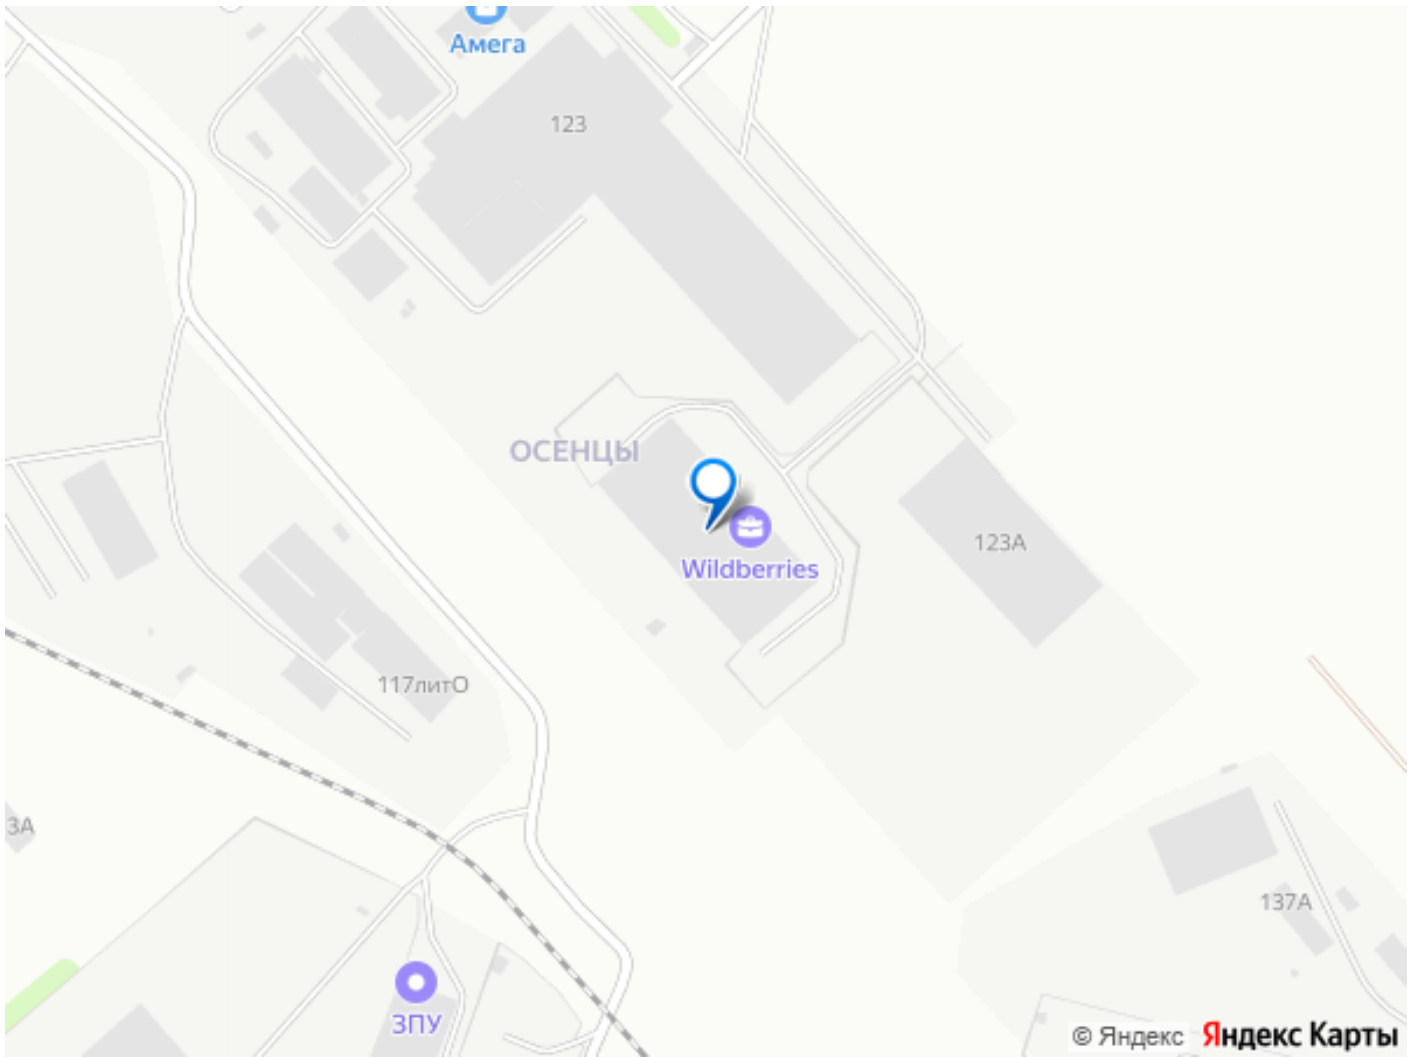 Амега
123
ОСЕНЦЫ
Wildberries
123А
117литО
3А
137А
ЗПУ
© Яндекс Яндекс Карты